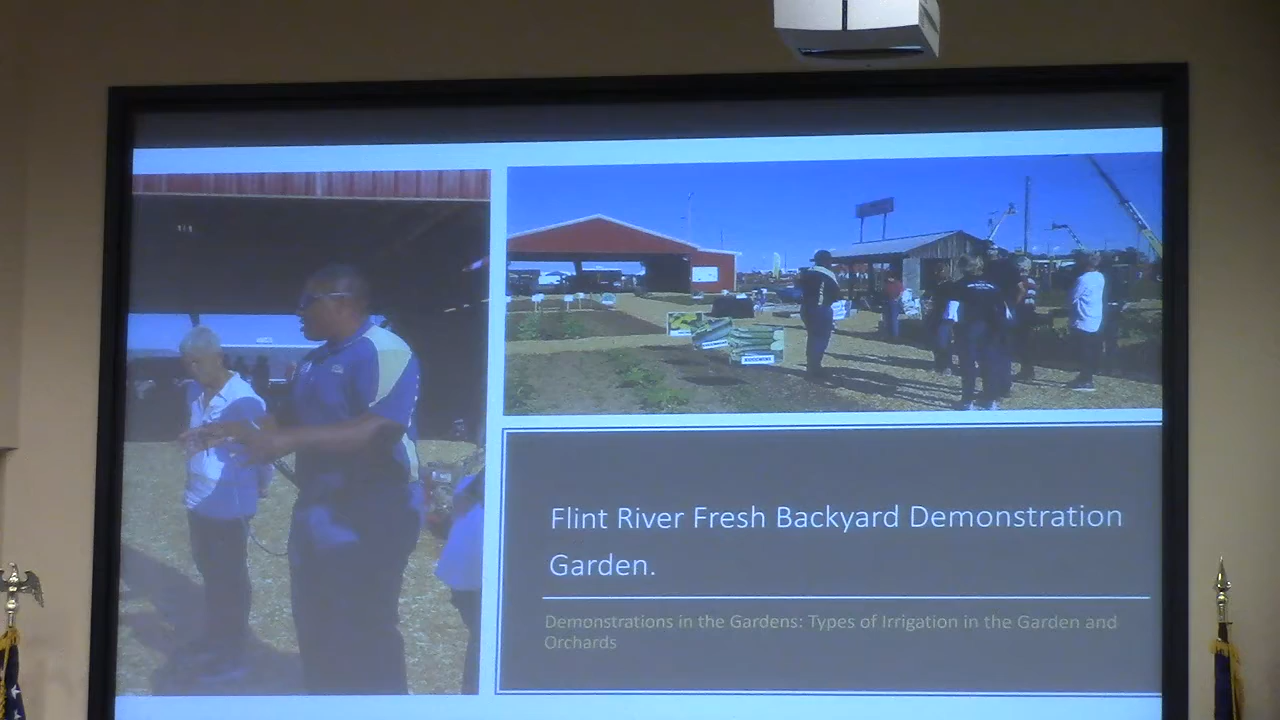 Flint River Fresh Backyard Demonstration
Garden.
Demonstrations in the Gardens: Types of Irrigation in the Garden and
Orchards